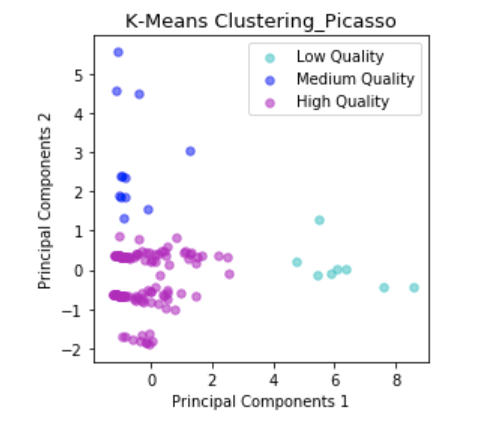 K-Means Clustering_Picasso
Low Quality
Medium Quality
High Quality
Principal Components 2
5
4
3
2
1
0
−1
−2
0
2
4
6
8
Principal Components 1